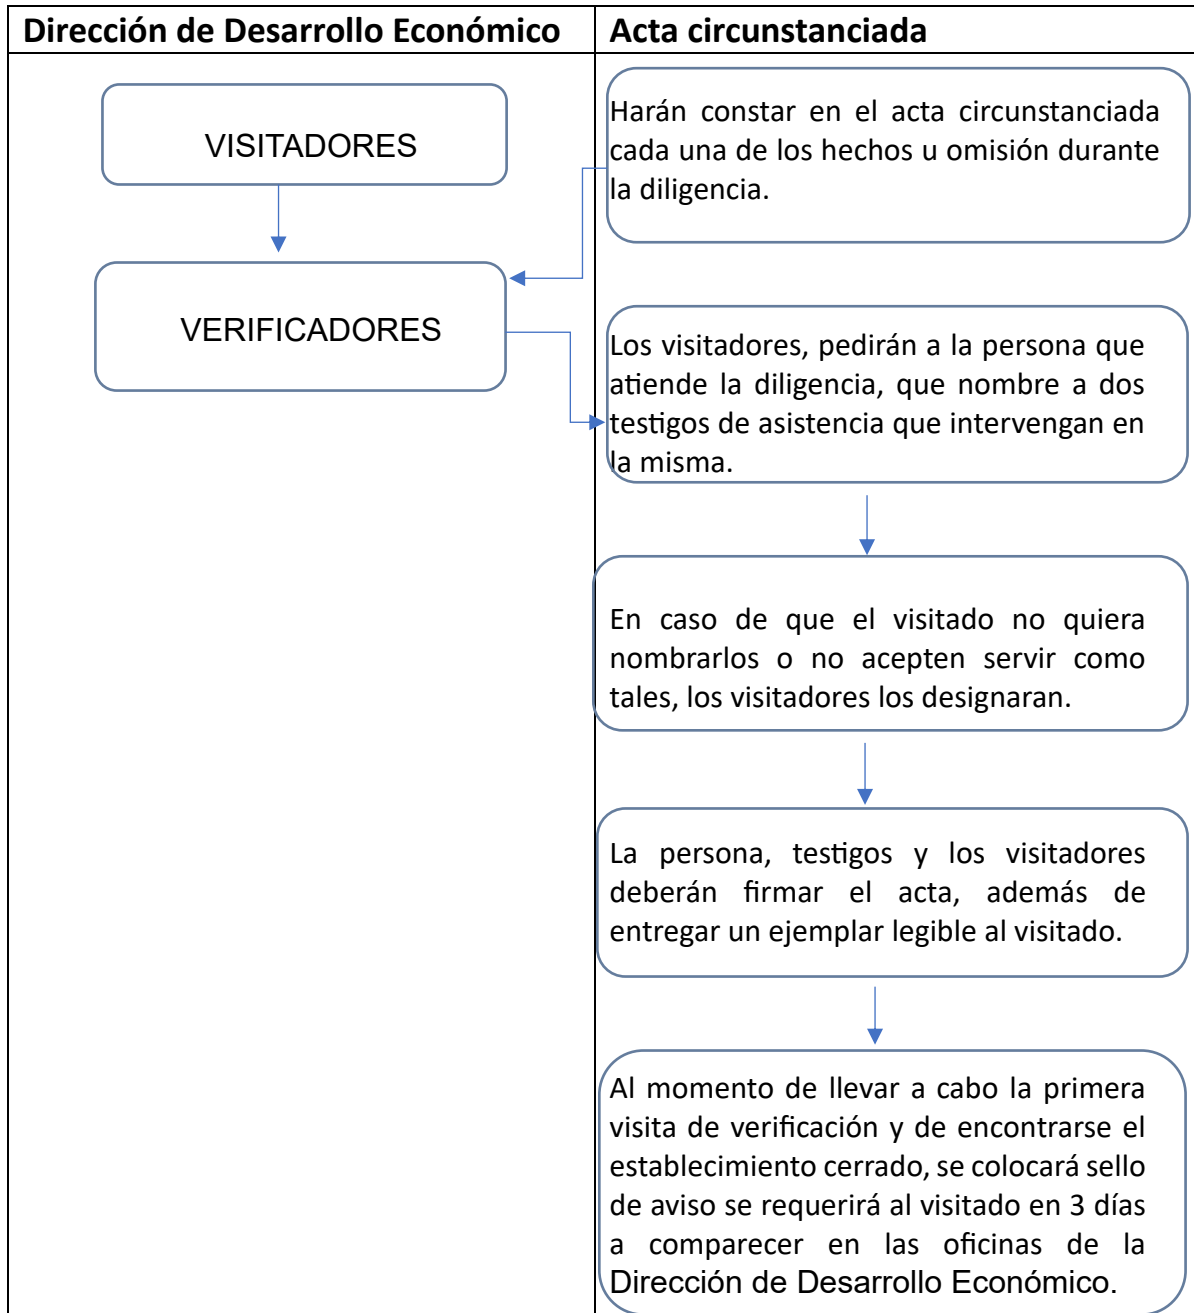 Dirección de Desarrollo Económico
Acta circunstanciada
VISITADORES
VERIFICADORES
Harán constar en el acta circunstanciada
cada una de los hechos u omisión durante
la diligencia.
Los visitadores, pedirán a la persona que
atiende la diligencia, que nombre a dos
testigos de asistencia que intervengan en
la misma.
En caso de que el visitado no quiera
nombrarlos o no acepten servir como
tales, los visitadores los designaran.
La persona, testigos y los visitadores
deberán firmar el acta, además de
entregar un ejemplar legible al visitado.
Al momento de llevar a cabo la primera
visita de verificación y de encontrarse el
establecimiento cerrado, se colocará sello
de aviso se requerirá al visitado en 3 días
a comparecer en las oficinas de la
Dirección de Desarrollo Económico.